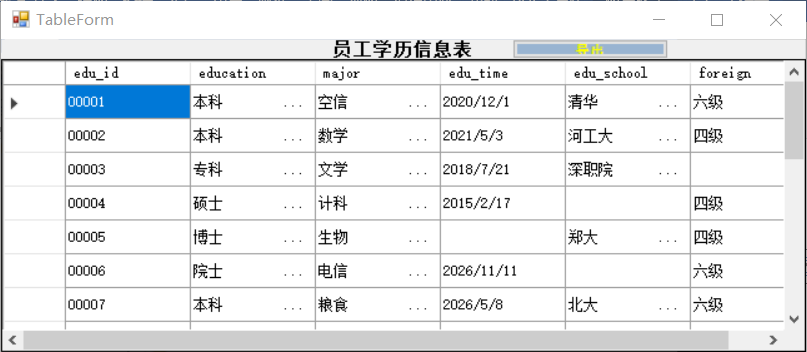 TableForm
员工学历信息表 导出
edu_id education major edu_time edu_school foreign
00001 本科 ... 空信 ... 2020/12/1 清华 ... 六级
00002 本科 ... 数学 ... 2021/5/3 河工大 ... 四级
00003 专科 ... 文学 ... 2018/7/21 深职院 ...
00004 硕士 ... 计科 ... 2015/2/17 四级
00005 博士 ... 生物 ... 郑大 ... 四级
00006 院士 ... 电信 ... 2026/11/11 六级
00007 本科 ... 粮食 ... 2026/5/8 北大 ... 六级